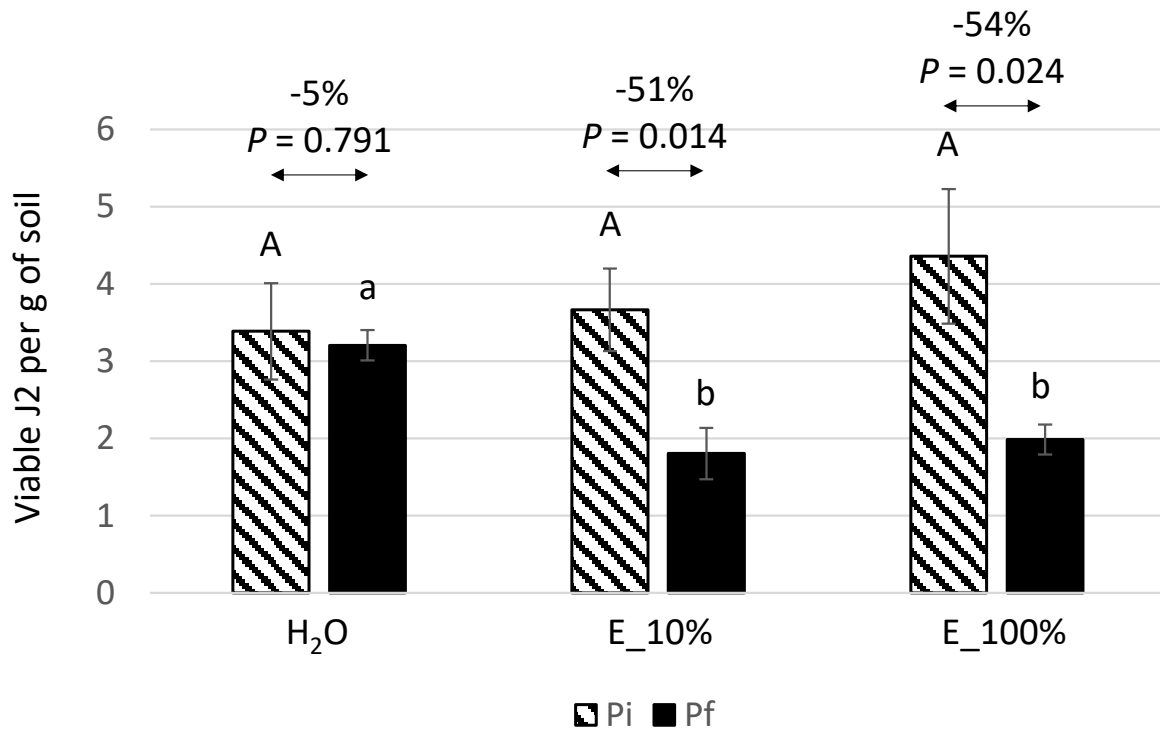 -54%
P = 0.024
-5%
-51%
P = 0.791
P = 0.014
6
5
4
3
2
1
0
Viable J2 per g of soil
A
a
A
b
A
b
H₂O
E_10%
E_100%
Pi
Pf